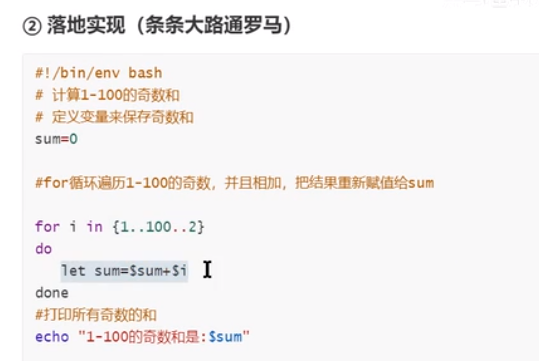 ② 落地实现（条条大路通罗马）
#!/bin/env bash
# 计算1-100的奇数和
# 定义变量来保存奇数和
sum=0
#for循环遍历1-100的奇数，并且相加，把结果重新赋值给sum
for i in {1..100..2}
do
let sum=$sum+$i
done
#打印所有奇数的和
echo "1-100的奇数和是:$sum"